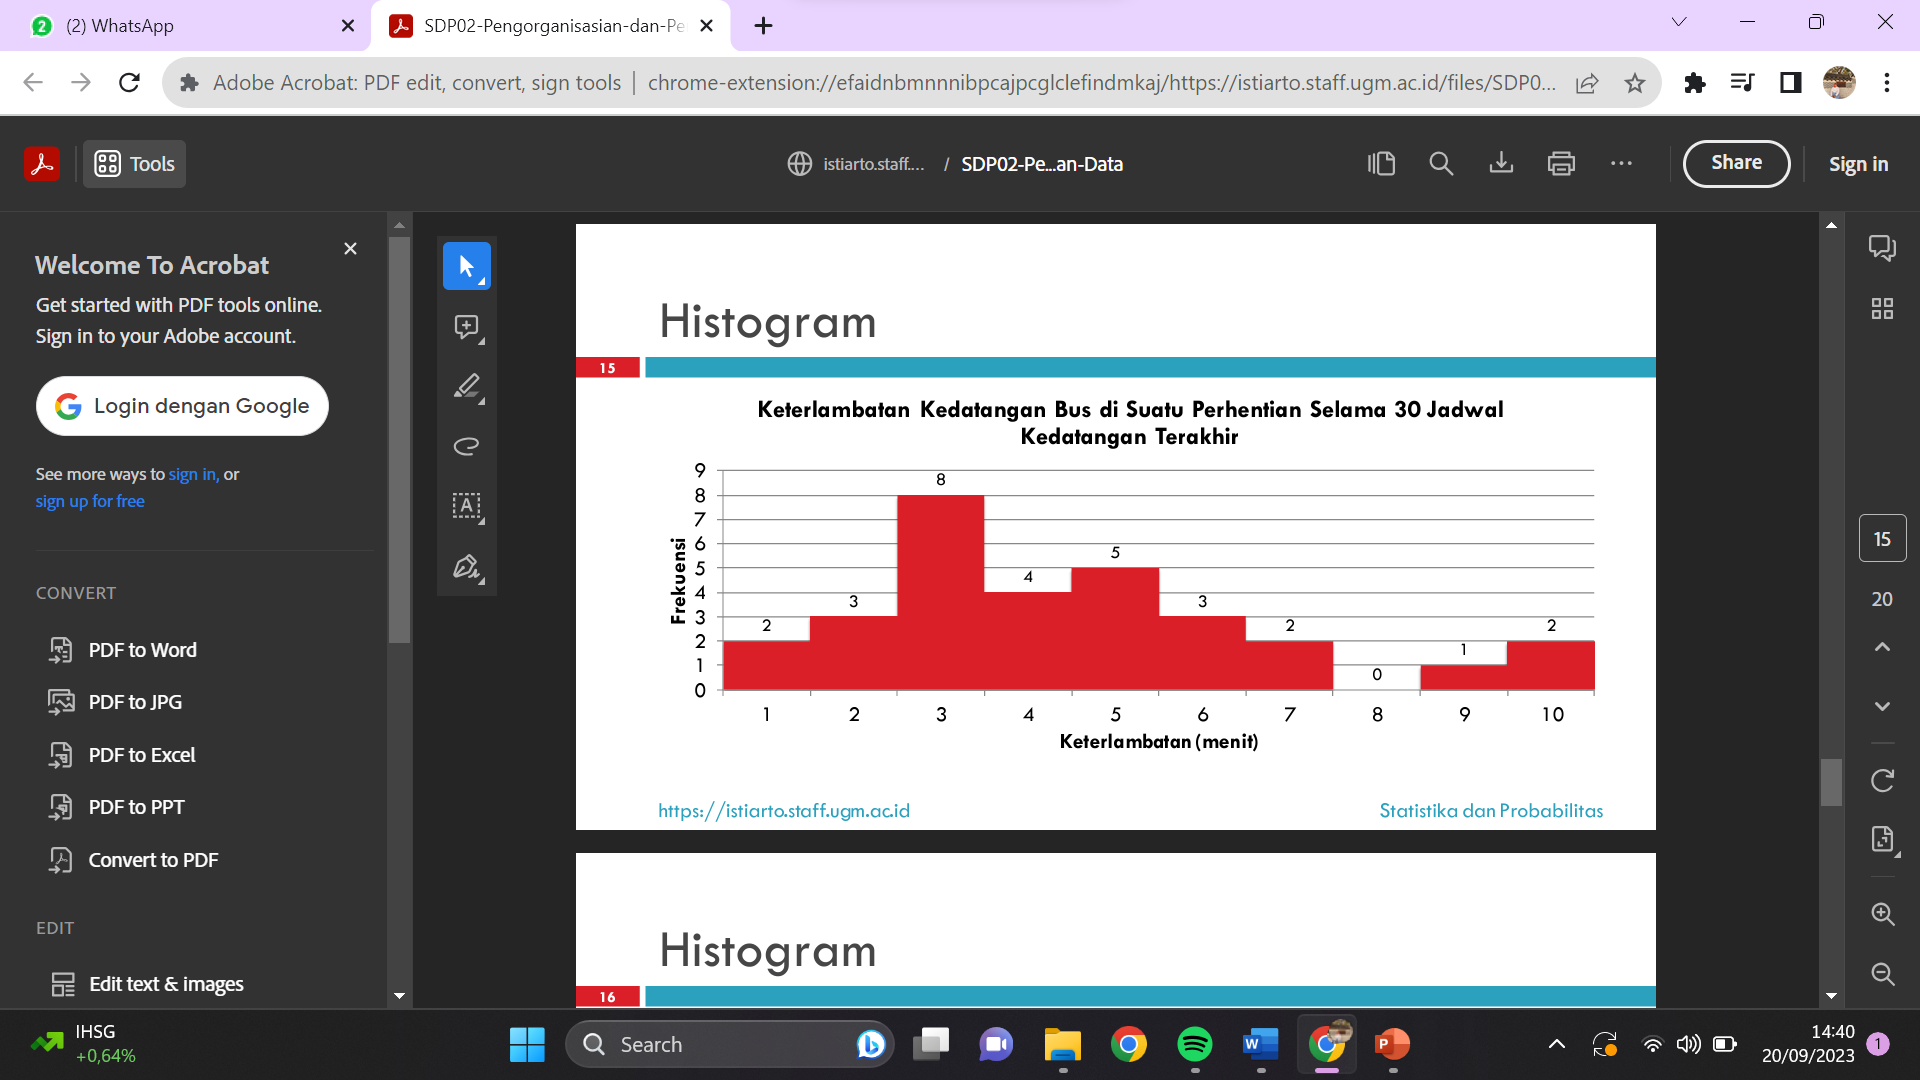 (2) WhatsApp
SDP02-Pengorganisasian-dan-Pe
Adobe Acrobat: PDF edit, convert, sign tools | chrome-extension://efaidnbmnnnibpcajpcglclefindmkaj/https://istiarto.staff.ugm.ac.id/files/SDP0...
Tools
istiarto.staff.... / SDP02-Pe...an-Data
Share
Sign in
Welcome To Acrobat
Get started with PDF tools online.
Sign in to your Adobe account.
Login dengan Google
See more ways to sign in, or
sign up for free
CONVERT
PDF to Word
PDF to JPG
PDF to Excel
PDF to PPT
Convert to PDF
EDIT
Edit text & images
Histogram
15
Keterlambatan Kedatangan Bus di Suatu Perhentian Selama 30 Jadwal
Kedatangan Terakhir
Frekuensi
9
8
7
6
5
4
3
2
1
0
2 3 8 4 5 3 2 0 1 2
1 2 3 4 5 6 7 8 9 10
Keterlambatan (menit)
https://istiarto.staff.ugm.ac.id
Statistika dan Probabilitas
Histogram
16
15
20
IHSG
+0,64%
Search
14:40
20/09/2023
1